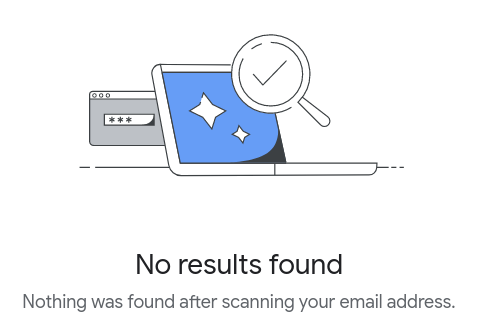 ***
No results found
Nothing was found after scanning your email address.